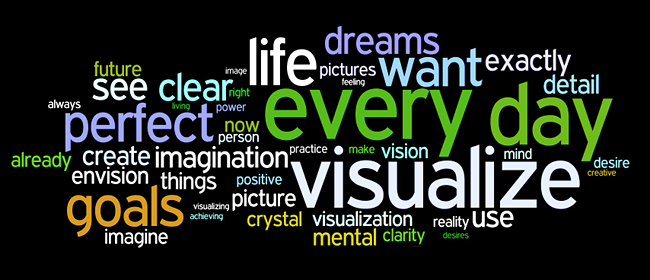 dreams
life
want
exactly
future
image
pictures
feeling
see
clear
right
detail
always
living
power
every day
perfect
now
person
already
create
imagination
practice
make
vision
mind
desire
creative
envision
things
positive
visualize
goals
visualizing
achieving
picture
crystal
visualization
reality
use
imagine
mental
clarity
desires